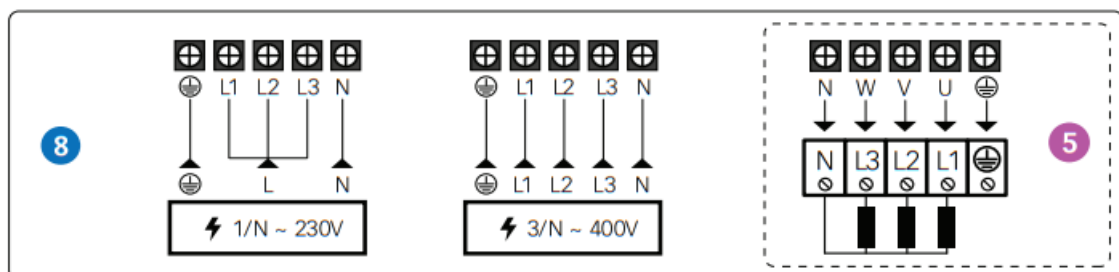 L1 L2 L3 N
L N
1/N ~ 230V
L1 L2 L3 N
L1 L2 L3 N
3/N ~ 400V
N W V U
N L3 L2 L1
8
5